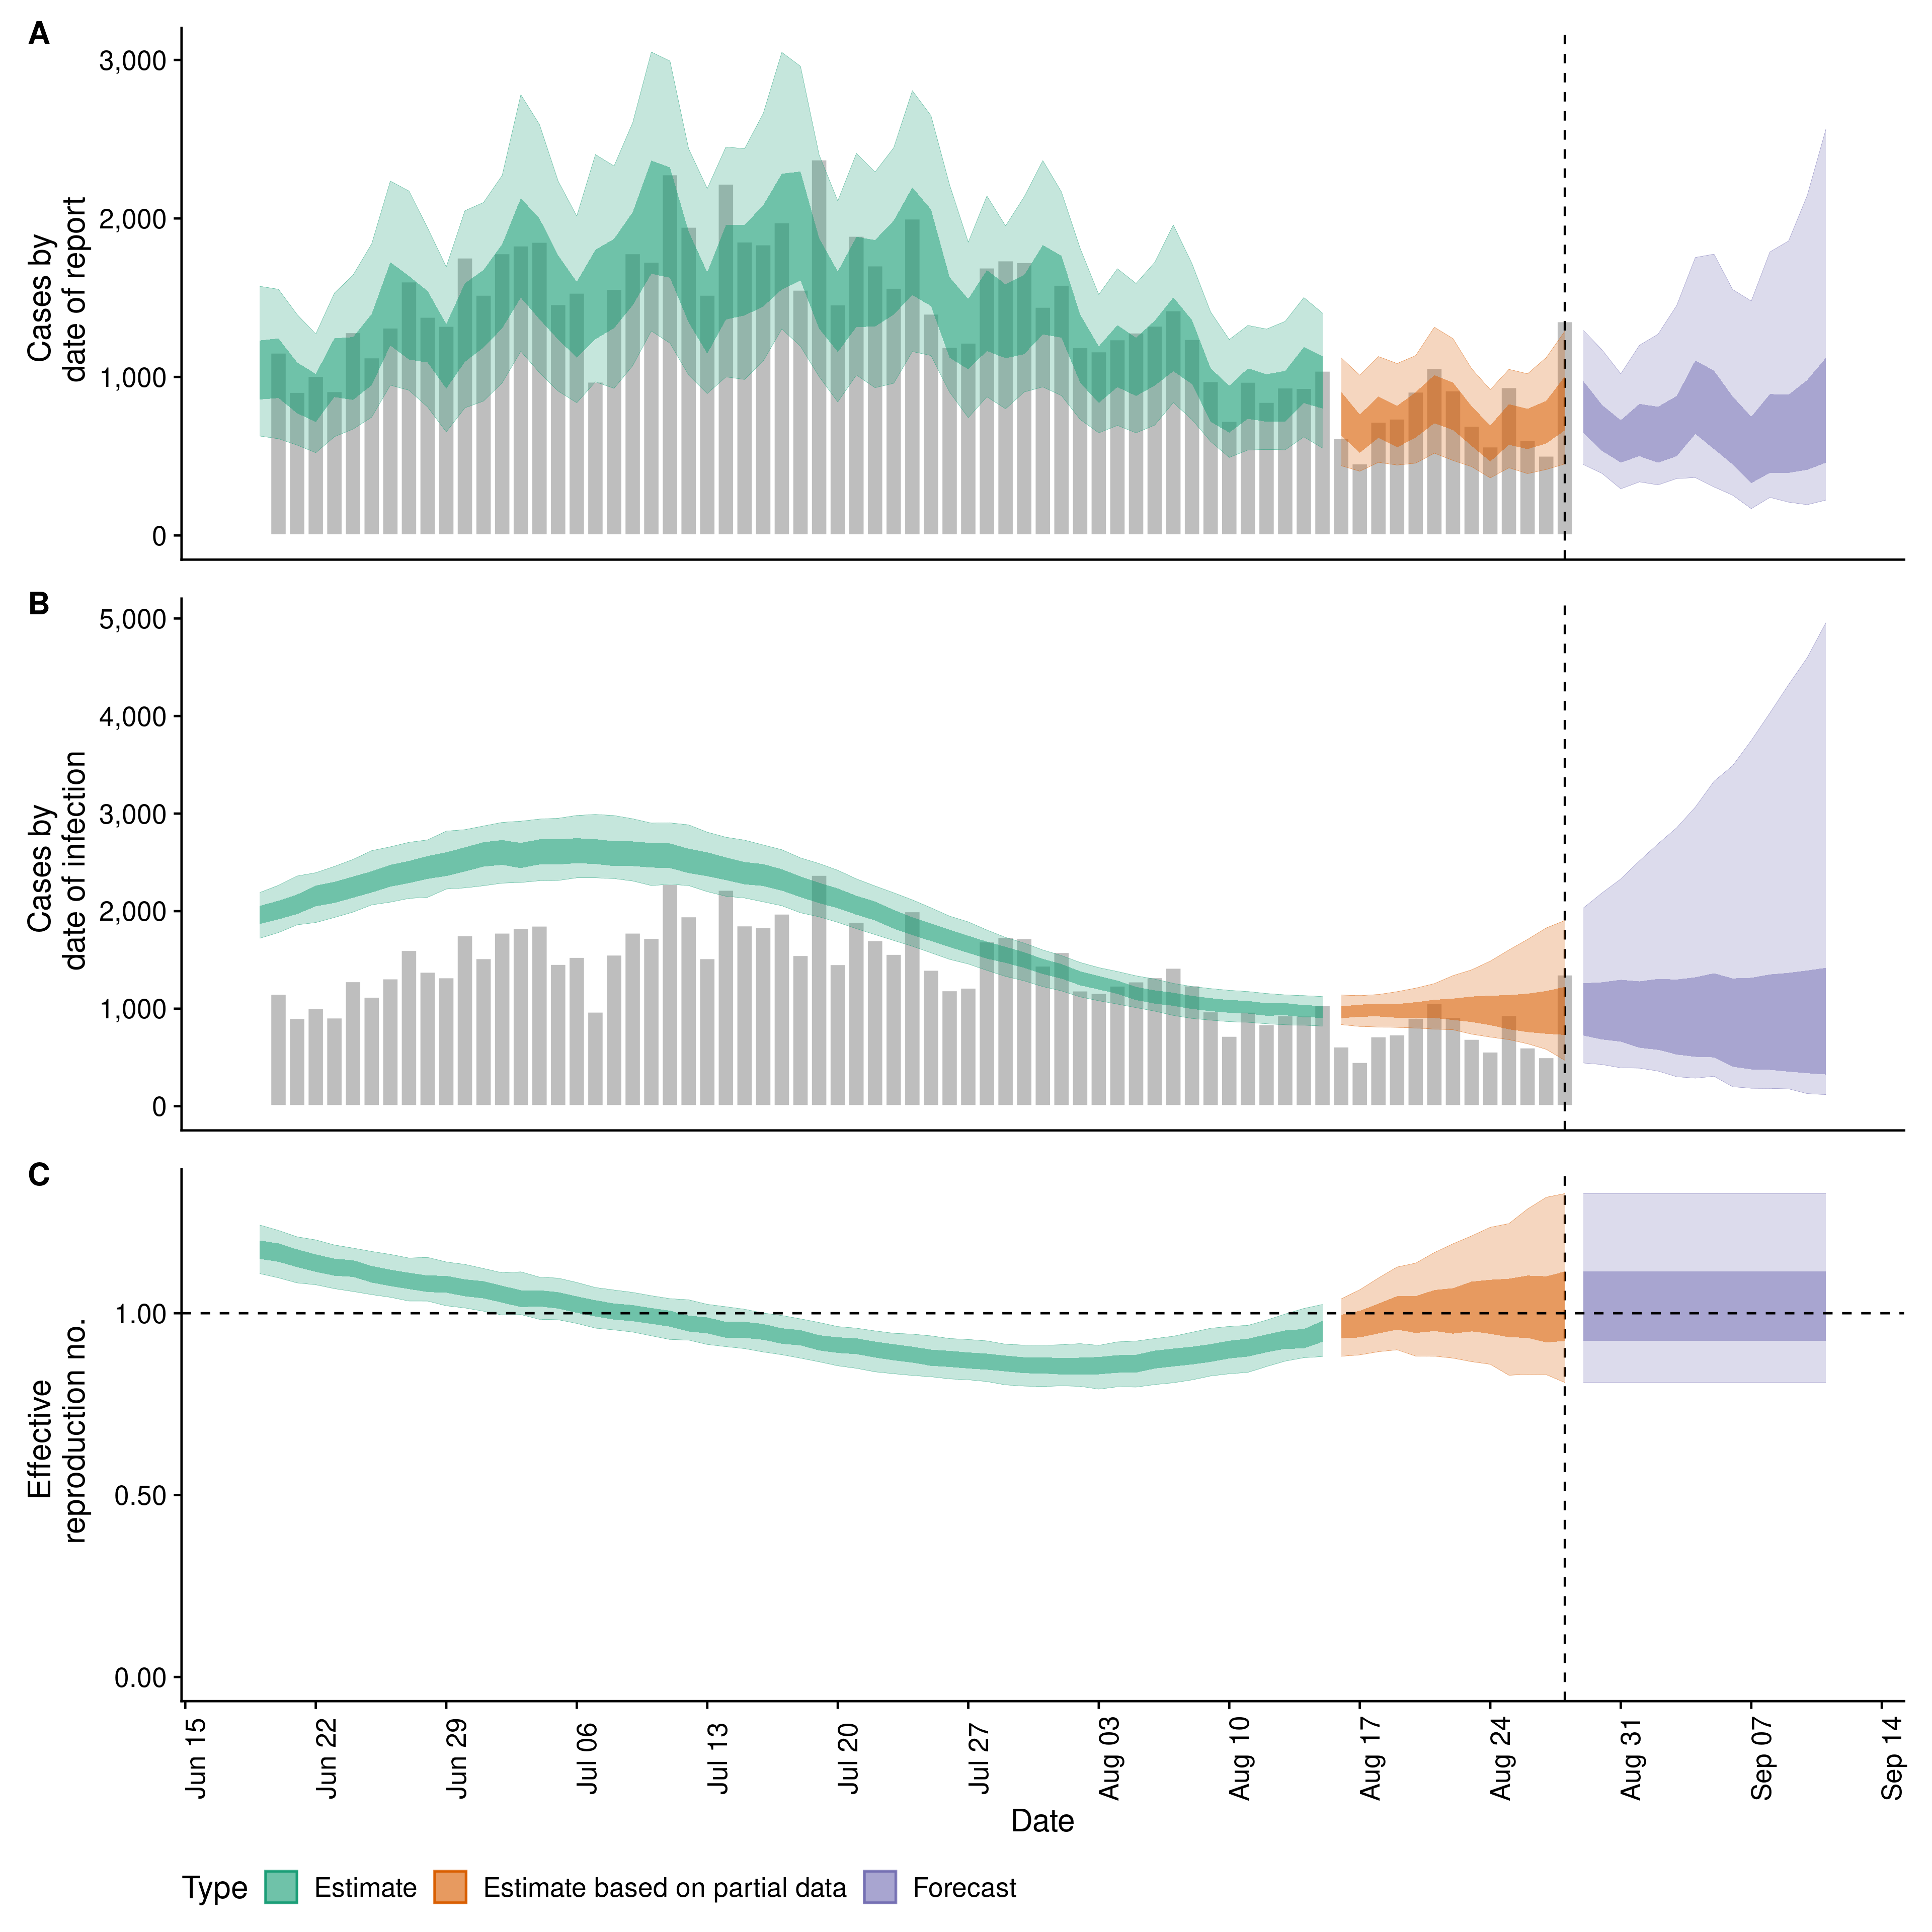 A
Cases by
date of report
3,000
2,000
1,000
0
B
Cases by
date of infection
5,000
4,000
3,000
2,000
1,000
0
C
Effective
reproduction no.
1.00
0.50
0.00
Jun 15
Jun 22
Jun 29
Jul 06
Jul 13
Jul 20
Jul 27
Aug 03
Aug 10
Aug 17
Aug 24
Aug 31
Sep 07
Sep 14
Date
Type Estimate Estimate based on partial data Forecast